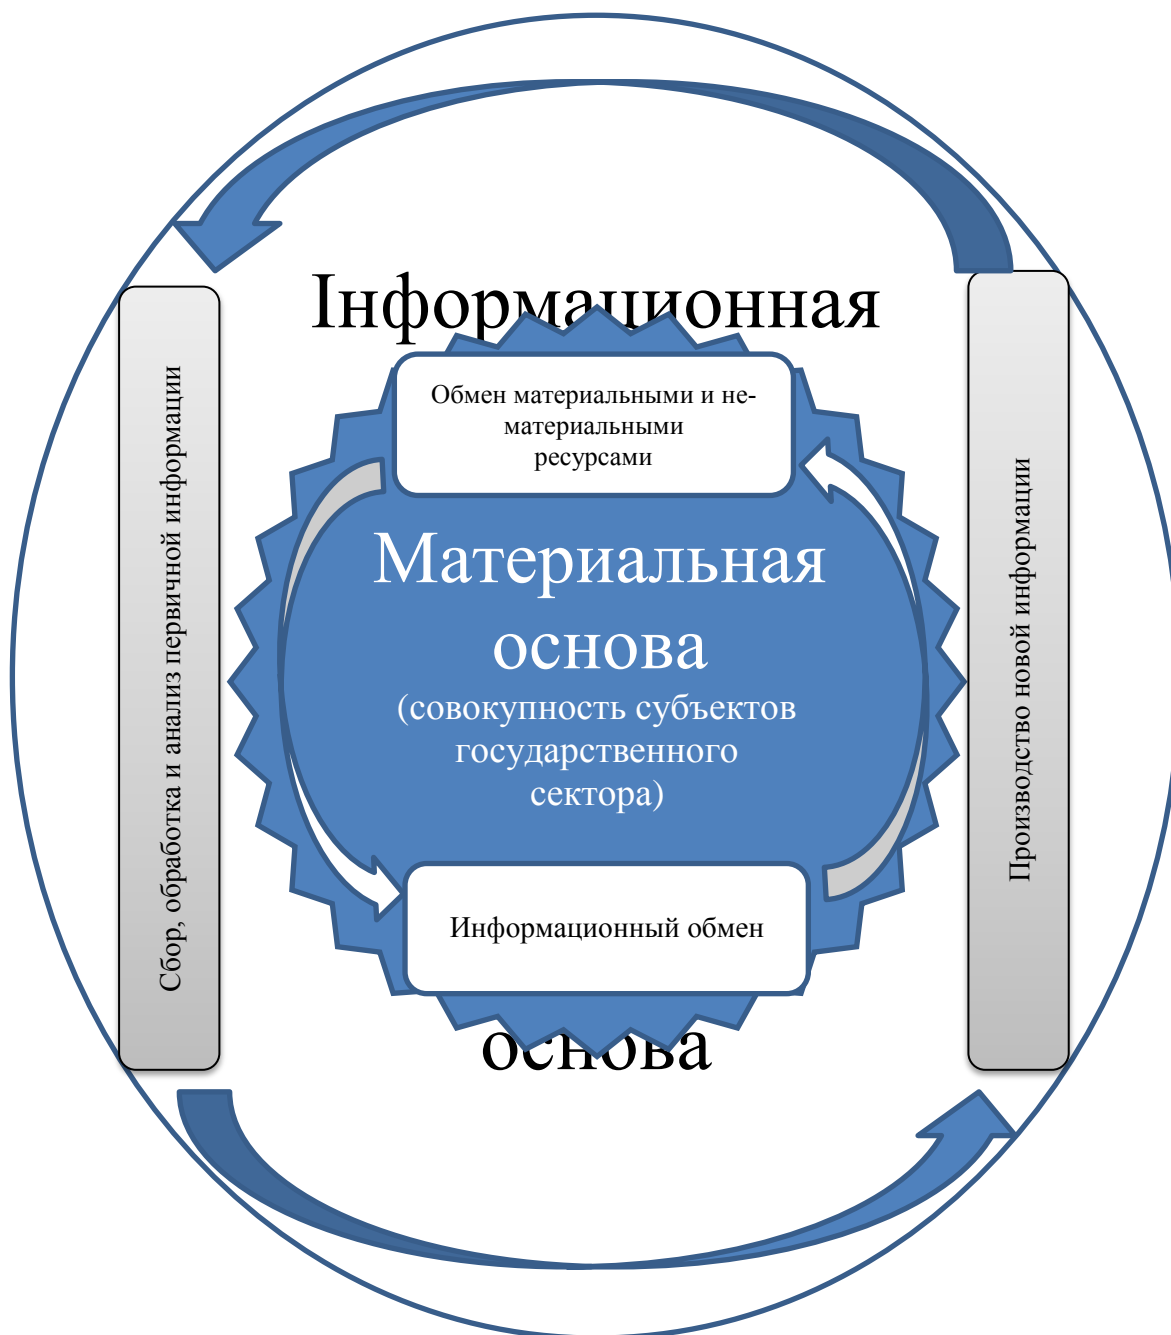 Iнформационная
Обмен материальными и не-
материальными
ресурсами
Сбор, обработка и анализ первичной информации
Материальная
основа
(совокупность субъектов
государственного
сектора)
Производство новой информации
Информационный обмен
основа